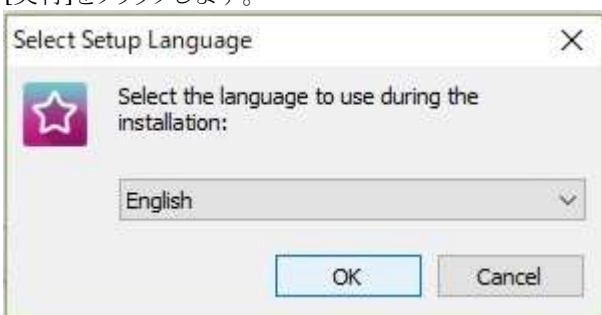 [実行]をクリックします。
Select Setup Language
Select the language to use during the
installation:
English
OK
Cancel